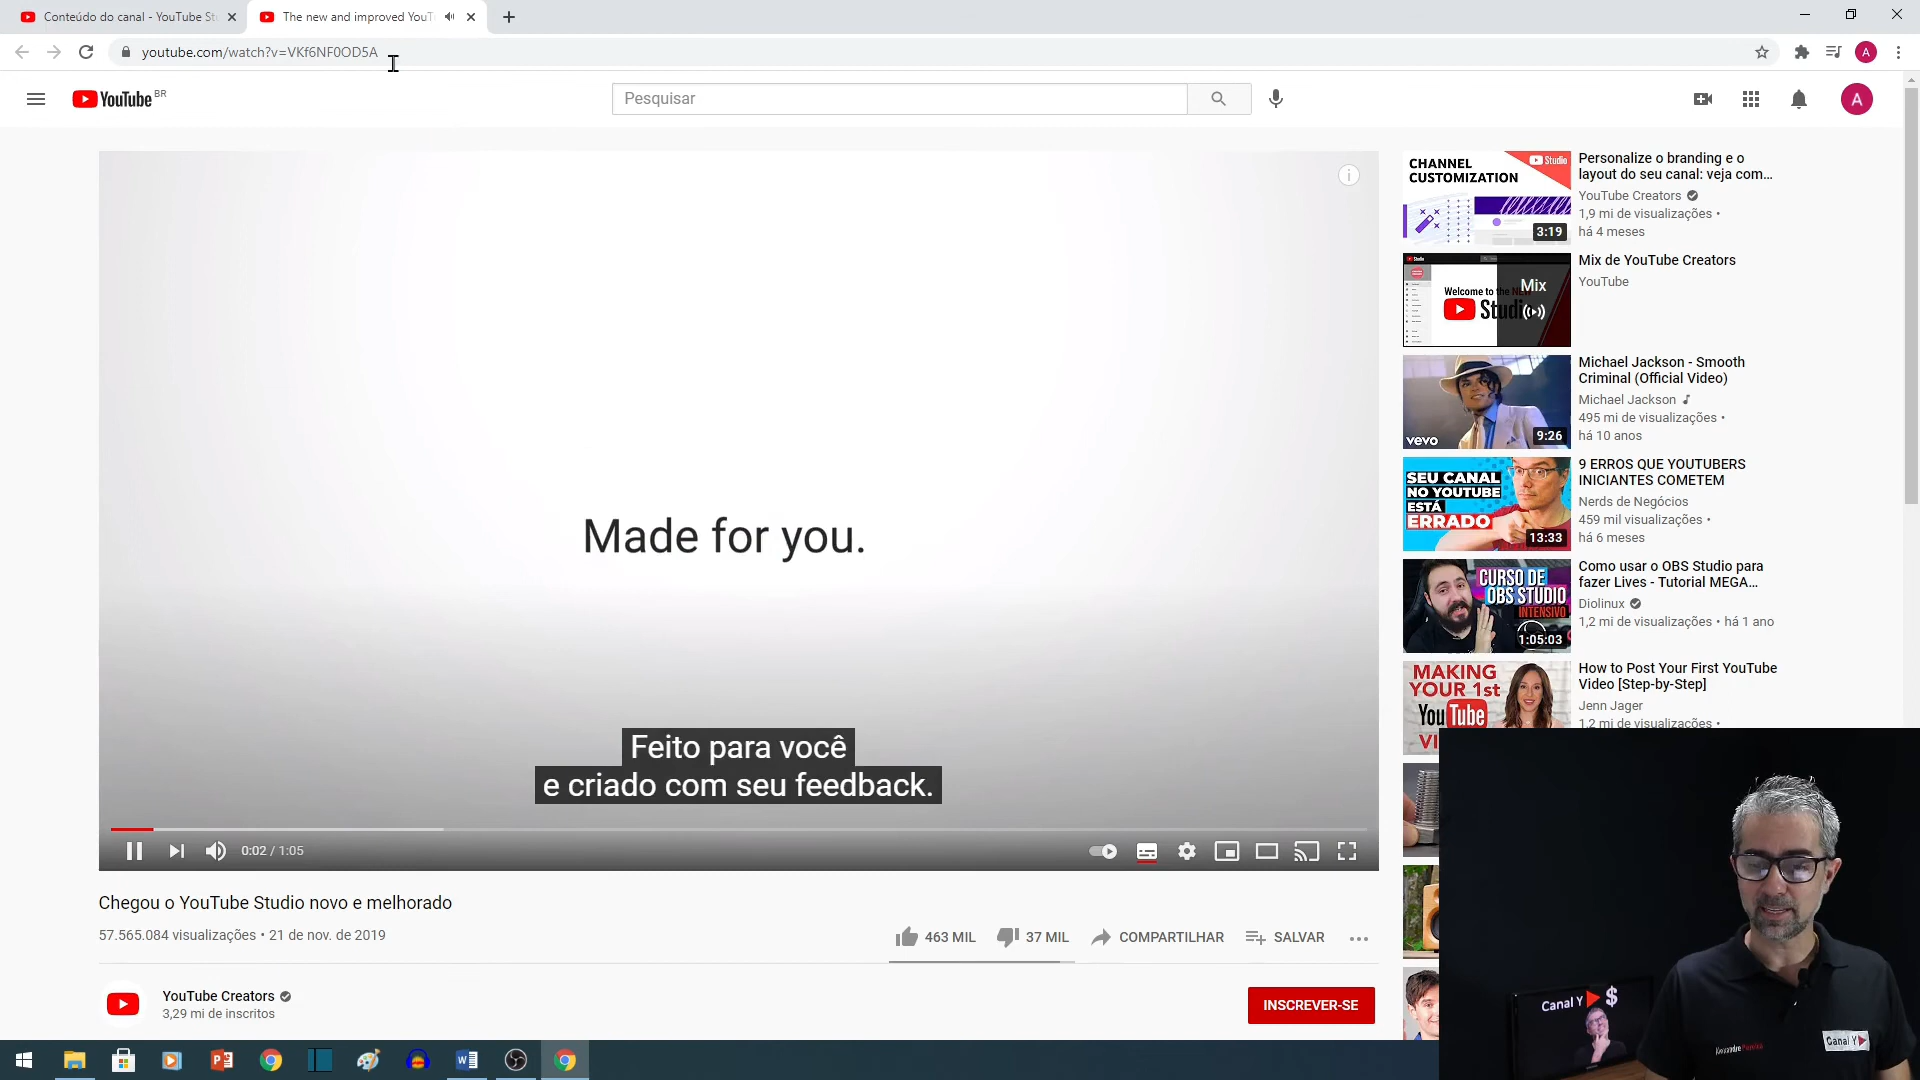 Conteúdo do canal - YouTube St
The new and improved YouT
youtube.com/watch?v=VKf6NF0OD5A
A
YouTube BR
Pesquisar
A
Made for you.
Feito para você
e criado com seu feedback.
0:02 / 1:05
Chegou o YouTube Studio novo e melhorado
57.565.084 visualizações • 21 de nov. de 2019
463 MIL
37 MIL
COMPARTILHAR
SALVAR
YouTube Creators
3,29 mi de inscritos
INSCREVER-SE
CHANNEL
CUSTOMIZATION
Studio
3:19
Personalize o branding e o
layout do seu canal: veja com...
YouTube Creators
1,9 mi de visualizações •
há 4 meses
Welcome to the NEW
Studio
Mix
Mix de YouTube Creators
YouTube
vevo
9:26
Michael Jackson - Smooth
Criminal (Official Video)
Michael Jackson
495 mi de visualizações •
há 10 anos
SEU CANAL
NO YOUTUBE
ESTÁ
ERRADO
13:33
9 ERROS QUE YOUTUBERS
INICIANTES COMETEM
Nerds de Negócios
459 mil visualizações •
há 6 meses
CURSO DE
OBS STUDIO
INTENSIVO
1:05:03
Como usar o OBS Studio para
fazer Lives - Tutorial MEGA...
Diolinux
1,2 mi de visualizações • há 1 ano
MAKING
YOUR 1st
YouTube
VI
How to Post Your First YouTube
Video [Step-by-Step]
Jenn Jager
1,2 mi de visualizações •
Canal Y $
Canal Y